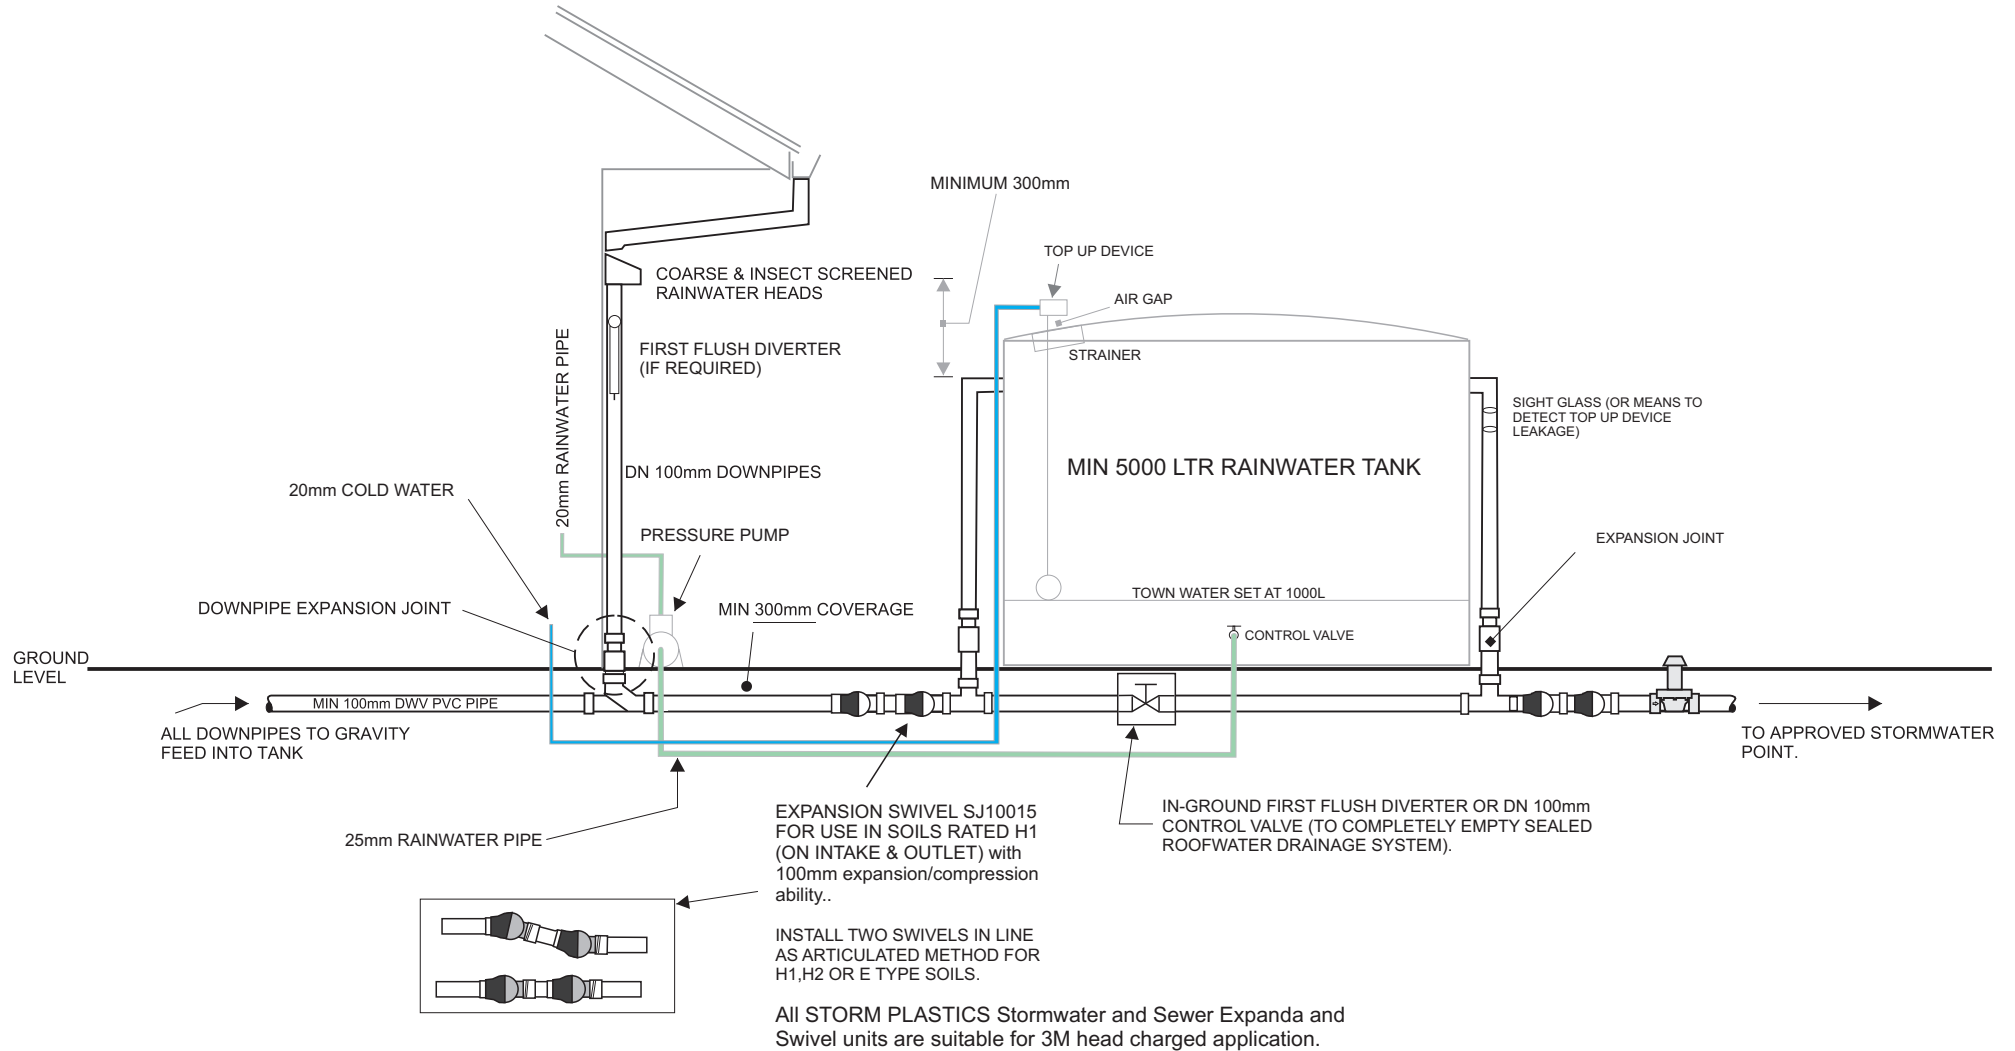 MINIMUM 300mm
TOP UP DEVICE
COARSE & INSECT SCREENED
RAINWATER HEADS
AIR GAP
20mm RAINWATER PIPE
FIRST FLUSH DIVERTER
(IF REQUIRED)
STRAINER
SIGHT GLASS (OR MEANS TO
DETECT TOP UP DEVICE
LEAKAGE)
DN 100mm DOWNPIPES
MIN 5000 LTR RAINWATER TANK
20mm COLD WATER
PRESSURE PUMP
EXPANSION JOINT
DOWNPIPE EXPANSION JOINT
MIN 300mm COVERAGE
TOWN WATER SET AT 1000L
CONTROL VALVE
GROUND
LEVEL
MIN 100mm DWV PVC PIPE
ALL DOWNPIPES TO GRAVITY
FEED INTO TANK
TO APPROVED STORMWATER
POINT.
25mm RAINWATER PIPE
EXPANSION SWIVEL SJ10015
FOR USE IN SOILS RATED H1
(ON INTAKE & OUTLET) with
100mm expansion/compression
ability..
IN-GROUND FIRST FLUSH DIVERTER OR DN 100mm
CONTROL VALVE (TO COMPLETELY EMPTY SEALED
ROOFWATER DRAINAGE SYSTEM).
INSTALL TWO SWIVELS IN LINE
AS ARTICULATED METHOD FOR
H1,H2 OR E TYPE SOILS.
All STORM PLASTICS Stormwater and Sewer Expanda and
Swivel units are suitable for 3M head charged application.